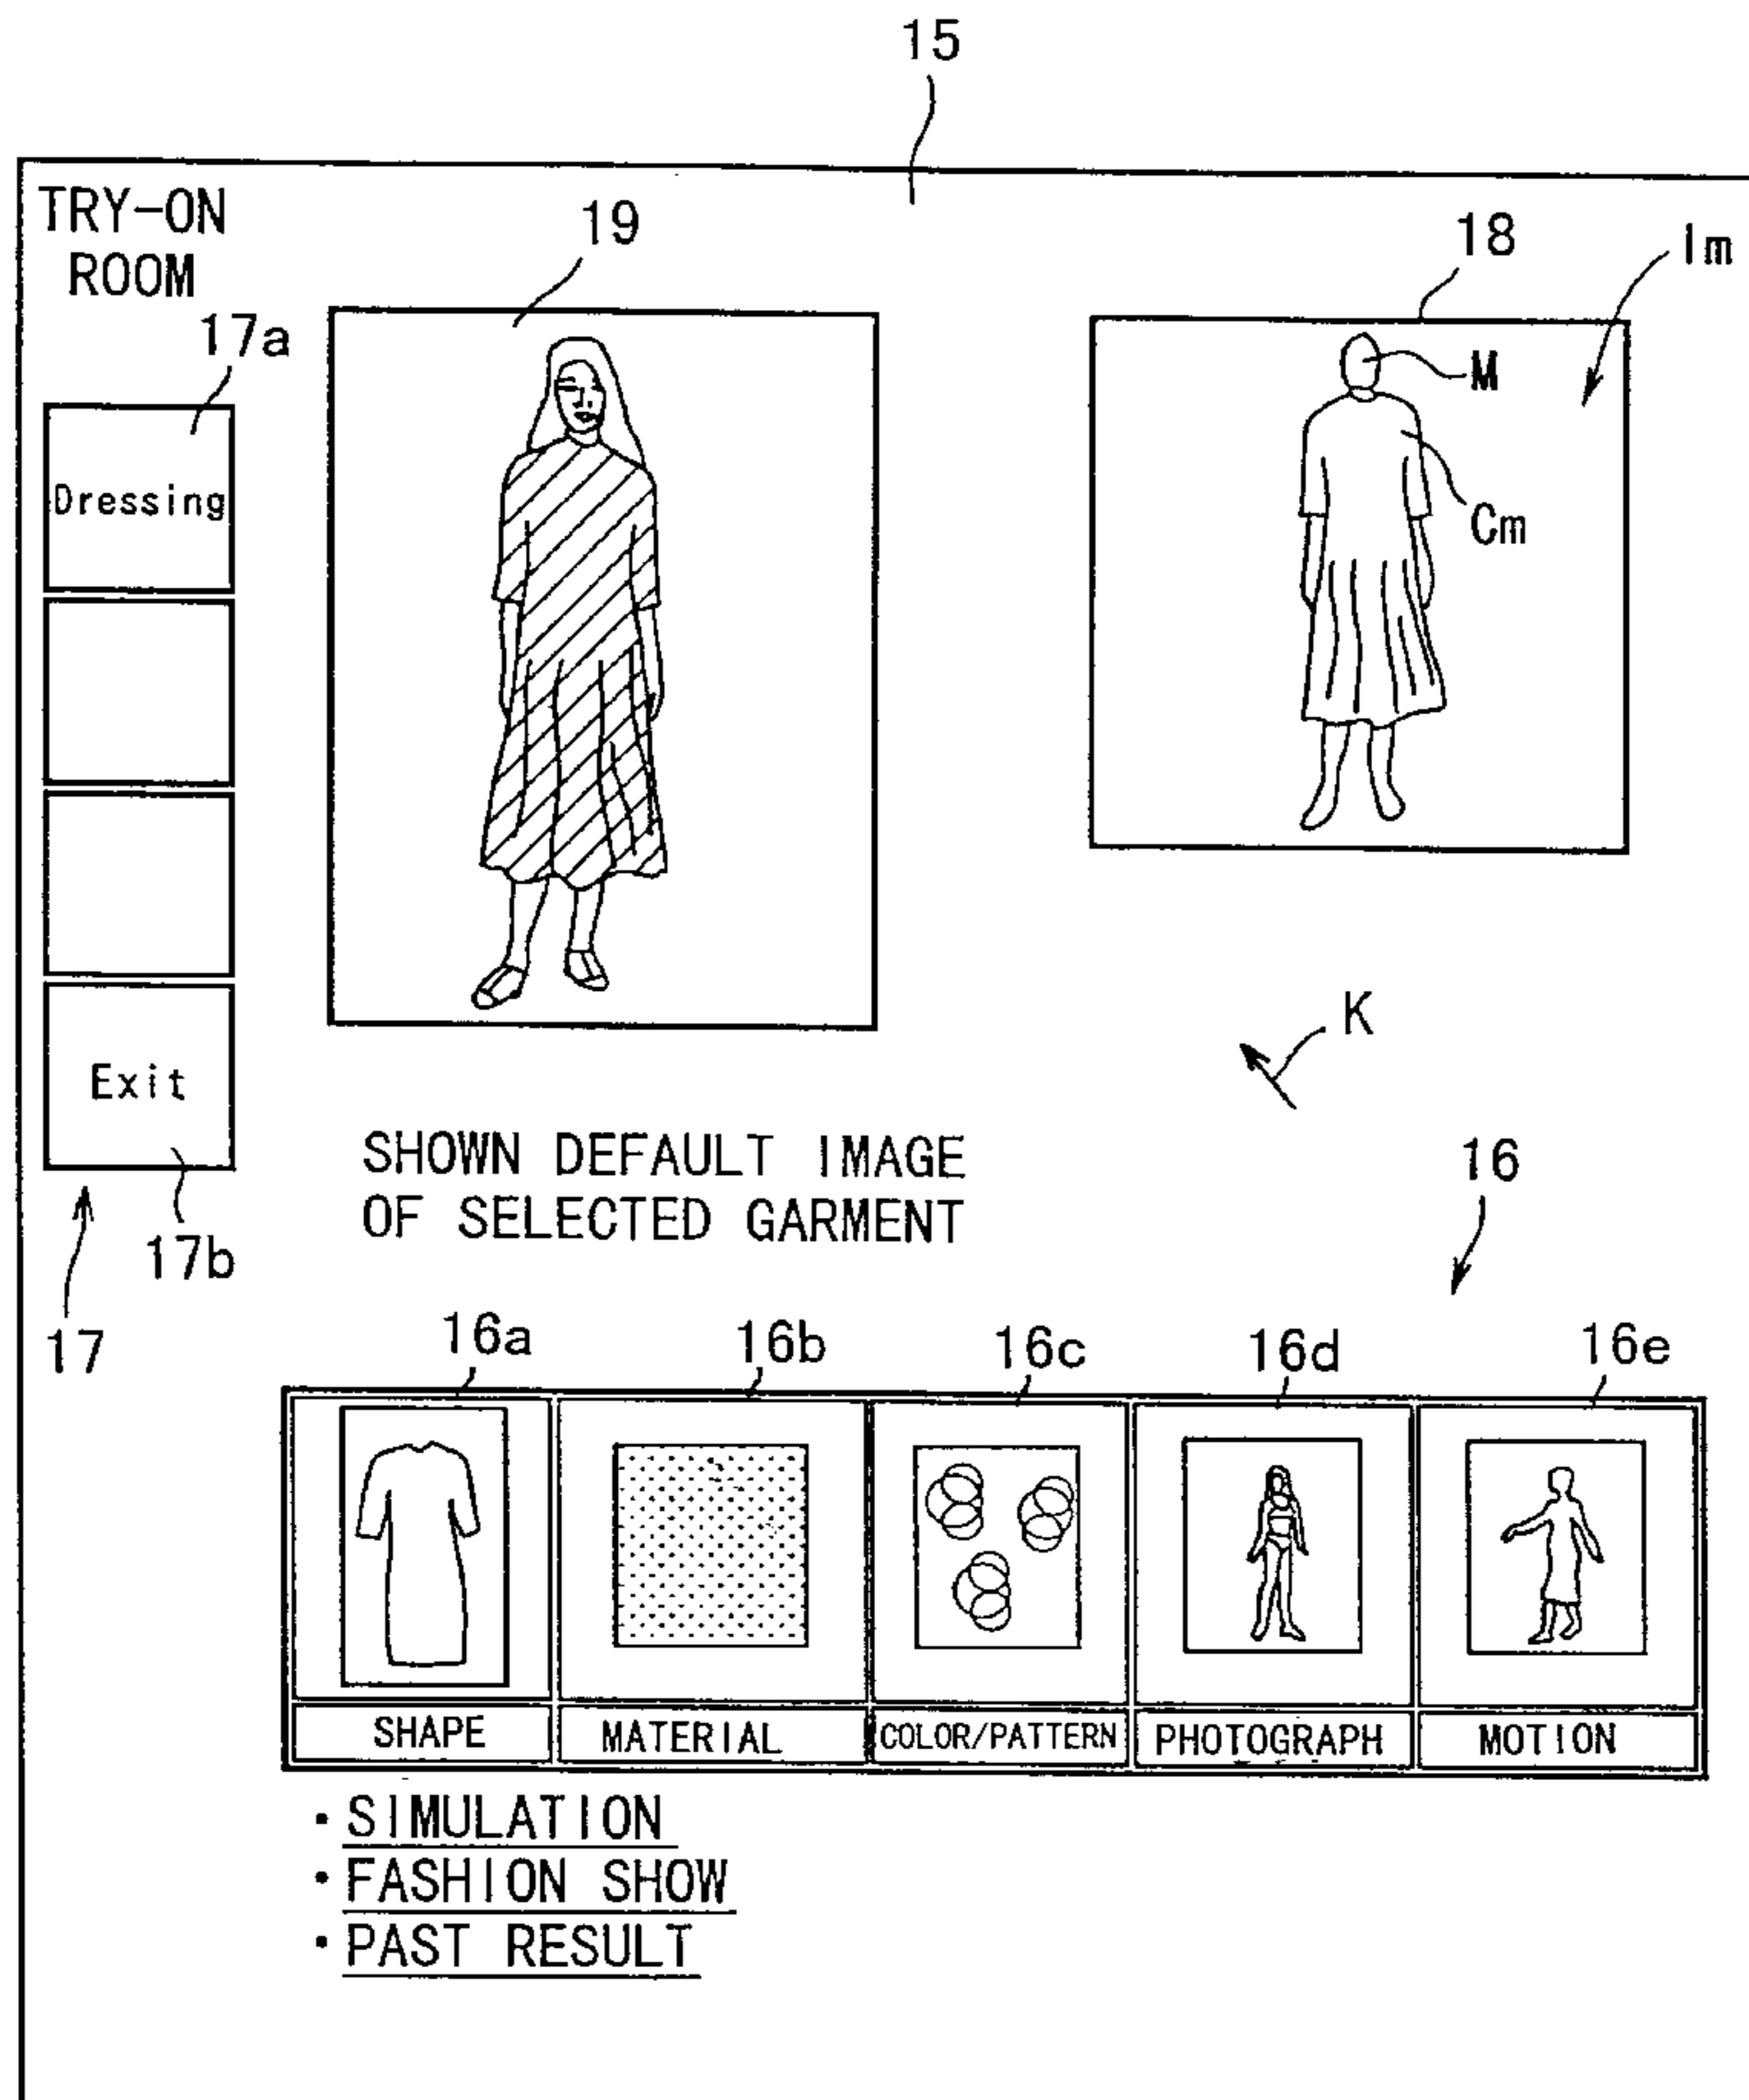 15
TRY-ON
ROOM
19
18
Im
17a
M
Dressing
Cm
K
Exit
SHOWN DEFAULT IMAGE
OF SELECTED GARMENT
16
17b
17
16a
16b
16c
16d
16e
SHAPE
MATERIAL
COLOR/PATTERN
PHOTOGRAPH
MOTION
・SIMULATION
・FASHION SHOW
・PAST RESULT